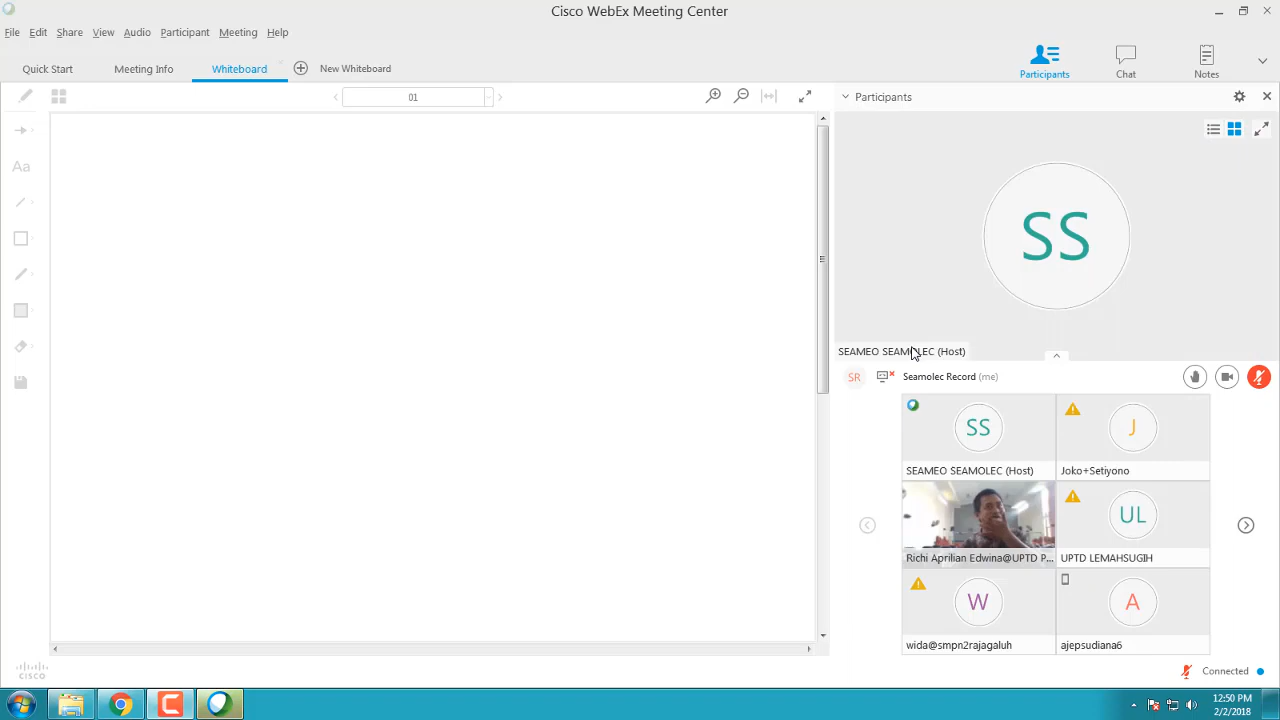 Cisco WebEx Meeting Center
File Edit Share View Audio Participant Meeting Help
Quick Start Meeting Info Whiteboard New Whiteboard
Participants Chat Notes
01
Participants
Aa
SS
SEAMEO SEAMOLEC (Host)
SR Seamolec Record (me)
SS J
SEAMEO SEAMOLEC (Host) Joko+Setiyono
UL
Richi Aprilian Edwina@UPTD P... UPTD LEMAHSUGIH
W A
wida@smpn2rajagaluh ajepsudiana6
cisco Connected
12:50 PM
2/2/2018